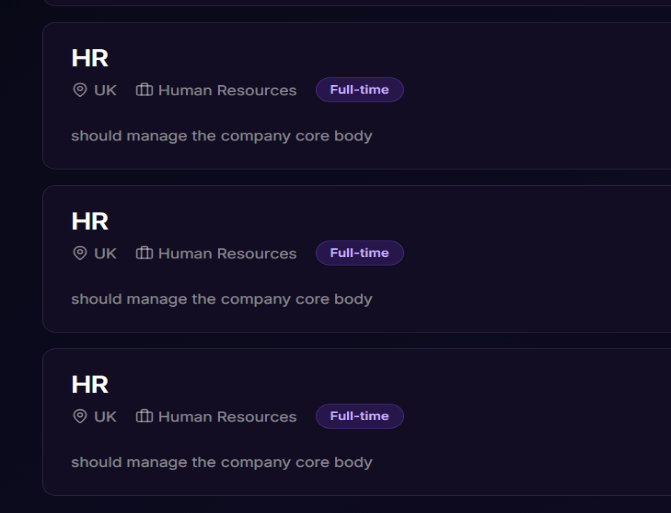 HR
UK Human Resources Full-time
should manage the company core body
HR
UK Human Resources Full-time
should manage the company core body
HR
UK Human Resources Full-time
should manage the company core body